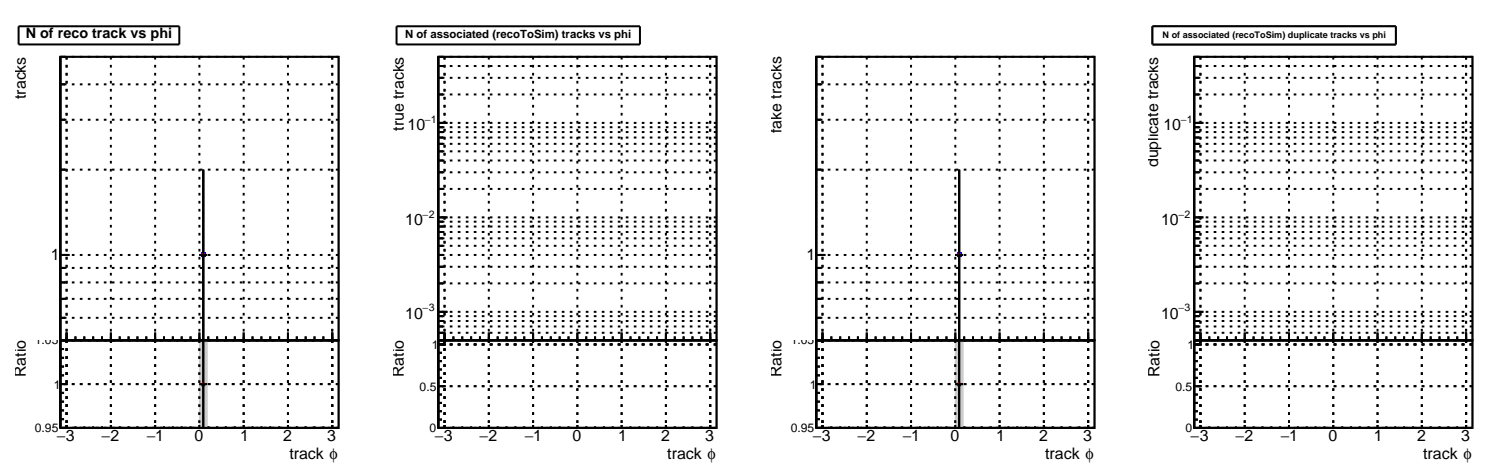 N of reco track vs phi
tracks
1
Ratio
1.05
1
0.95
−3 −2 −1 0 1 2 3
track ϕ
N of associated (recoToSim) tracks vs phi
true tracks
10−1
10−2
10−3
Ratio
1
0.5
0
−3 −2 −1 0 1 2 3
track ϕ
fake tracks
1
Ratio
1.05
1
0.95
−3 −2 −1 0 1 2 3
track ϕ
N of associated (recoToSim) duplicate tracks vs phi
duplicate tracks
10−1
10−2
10−3
Ratio
1
0.5
0
−3 −2 −1 0 1 2 3
track ϕ